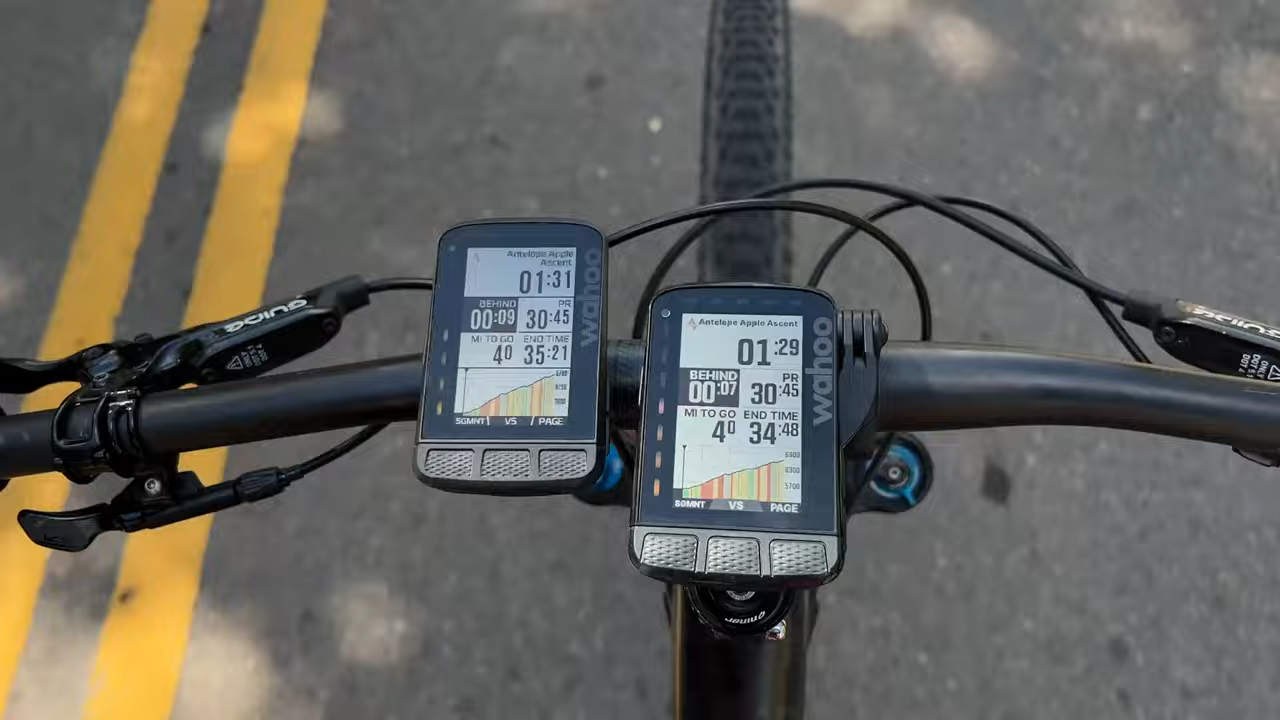 Antelope Apple
Ascent
01:31
BEHIND
PR
00:09
30:45
MI TO GO
END TIME
4.0
35:21
SGMNT
VS
PAGE
wahoo
Antelope Apple Ascent
01:29
BEHIND
PR
00:07
30:45
MI TO GO
END TIME
4.0
34:48
6900
6300
5700
SGMNT
VS
PAGE
wahoo
GUIDE
GUIDE
niner